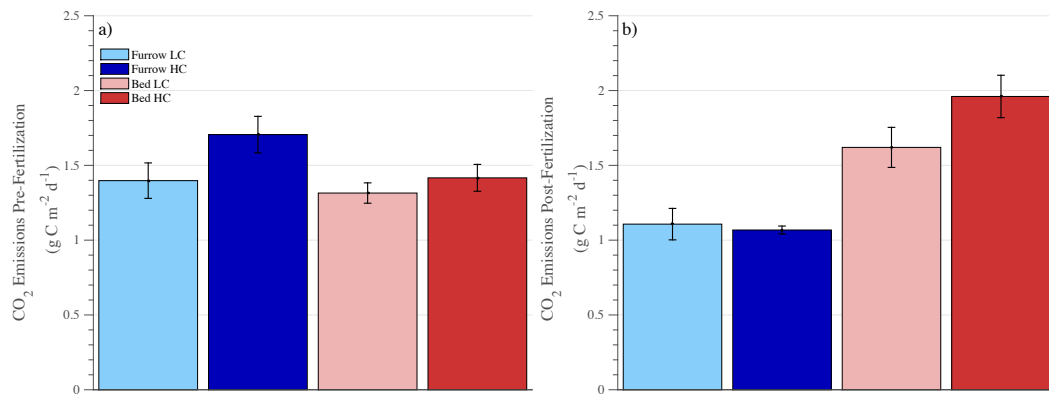 a)
Furrow LC
Furrow HC
Bed LC
Bed HC
CO2 Emissions Pre-Fertilization
(g C m-2 d-1)
2.5
2
1.5
1
0.5
0
b)
CO2 Emissions Post-Fertilization
(g C m-2 d-1)
2.5
2
1.5
1
0.5
0